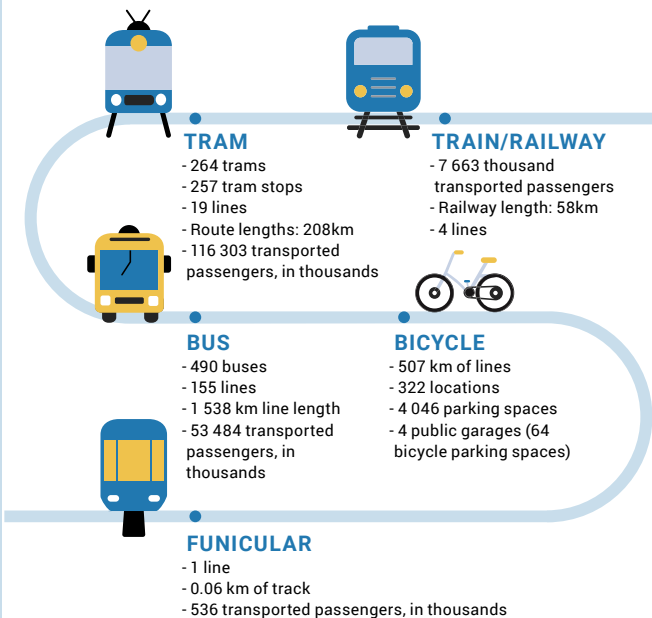 TRAM
- 264 trams
- 257 tram stops
- 19 lines
- Route lengths: 208km
- 116 303 transported
passengers, in thousands
TRAIN/RAILWAY
- 7 663 thousand
transported passengers
- Railway length: 58km
- 4 lines
BUS
- 490 buses
- 155 lines
- 1 538 km line length
- 53 484 transported
passengers, in
thousands
BICYCLE
- 507 km of lines
- 322 locations
- 4 046 parking spaces
- 4 public garages (64
bicycle parking spaces)
FUNICULAR
- 1 line
- 0.06 km of track
- 536 transported passengers, in thousands